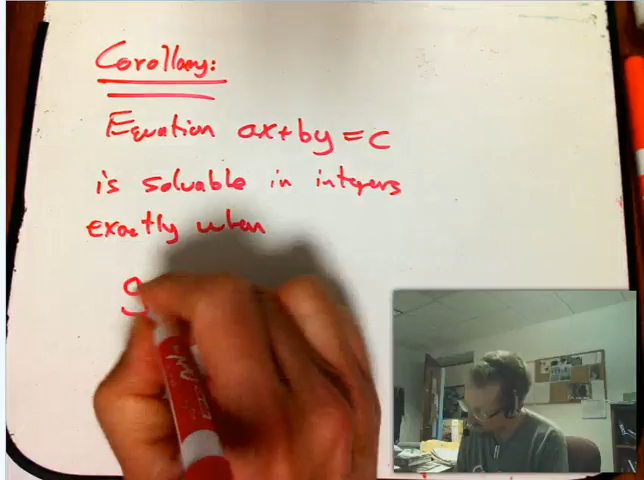 Corollary:
Equation ax+by=c
is solvable in integers
exactly when
g